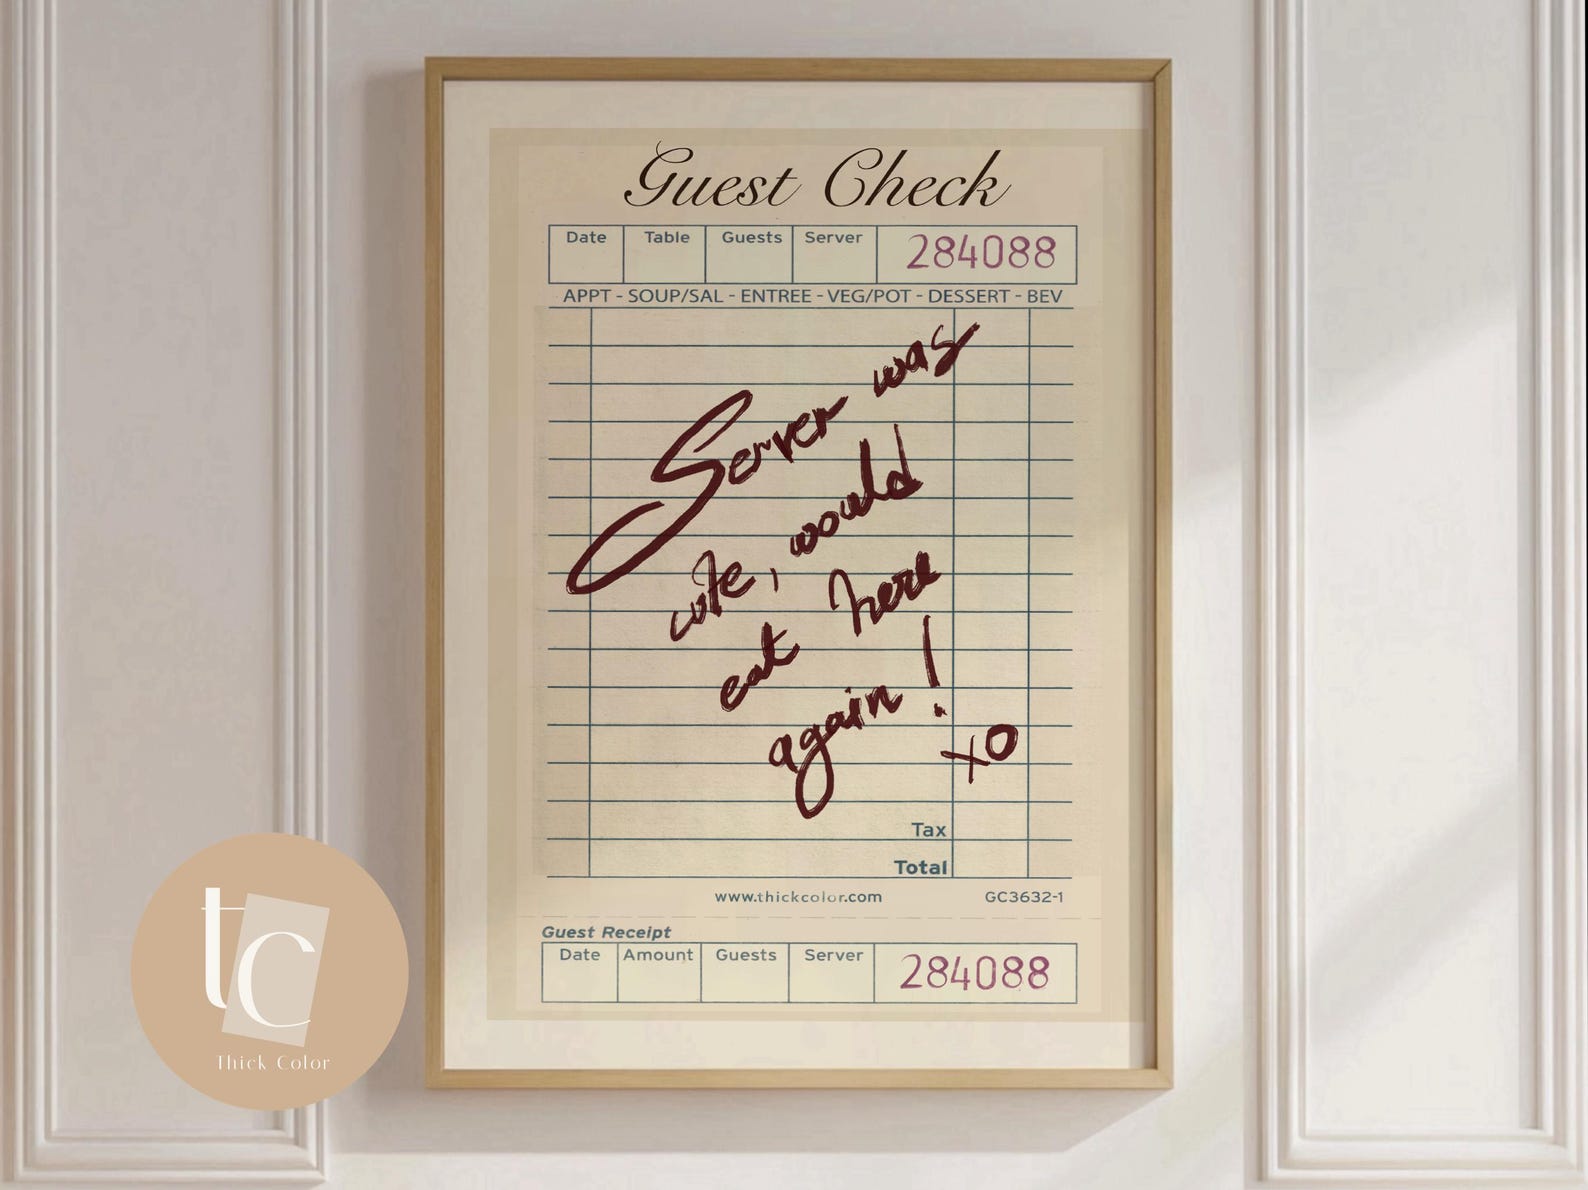 Guest Check
Date Table Guests Server 284088
APPT - SOUP/SAL - ENTREE - VEG/POT - DESSERT - BEV
Server was
cute, would
eat here
again!
xo
Tax
Total
www.thickcolor.com GC3632-1
Guest Receipt
Date Amount Guests Server 284088
tc
Thick Color